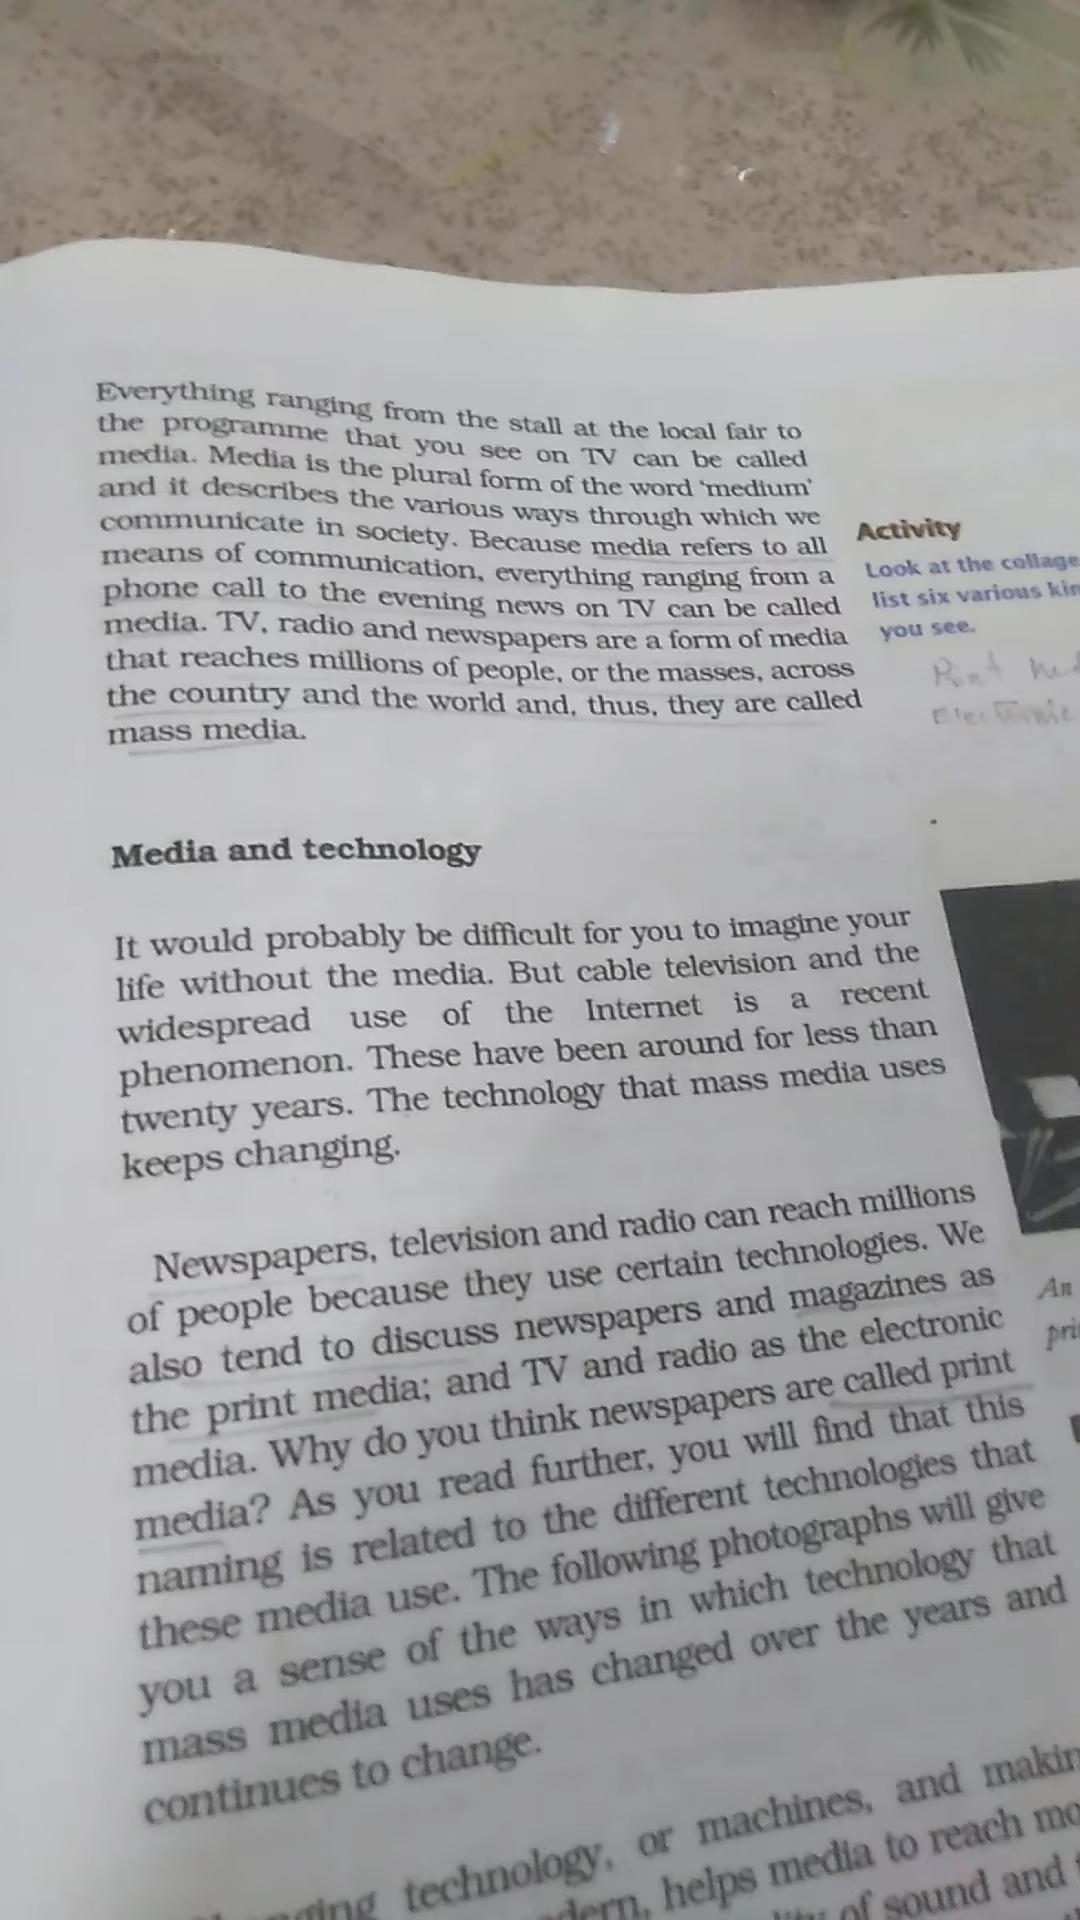 Everything ranging from the stall at the local fair to
the programme that you see on TV can be called
media. Media is the plural form of the word ‘medium’
and it describes the various ways through which we
communicate in society. Because media refers to all
means of communication, everything ranging from a
phone call to the evening news on TV can be called
media. TV, radio and newspapers are a form of media
that reaches millions of people, or the masses, across
the country and the world and, thus, they are called
mass media.
Activity
Look at the collage
list six various
you see.
Print
Electronic
Media and technology
It would probably be difficult for you to imagine your
life without the media. But cable television and the
widespread use of the Internet is a recent
phenomenon. These have been around for less than
twenty years. The technology that mass media uses
keeps changing.
Newspapers, television and radio can reach millions
of people because they use certain technologies. We
also tend to discuss newspapers and magazines as
the print media; and TV and radio as the electronic
media. Why do you think newspapers are called print
media? As you read further, you will find that this
naming is related to the different technologies that
these media use. The following photographs will give
you a sense of the ways in which technology that
mass media uses has changed over the years and
continues to change.
An
technology, or machines, and
helps media to reach
of sound and